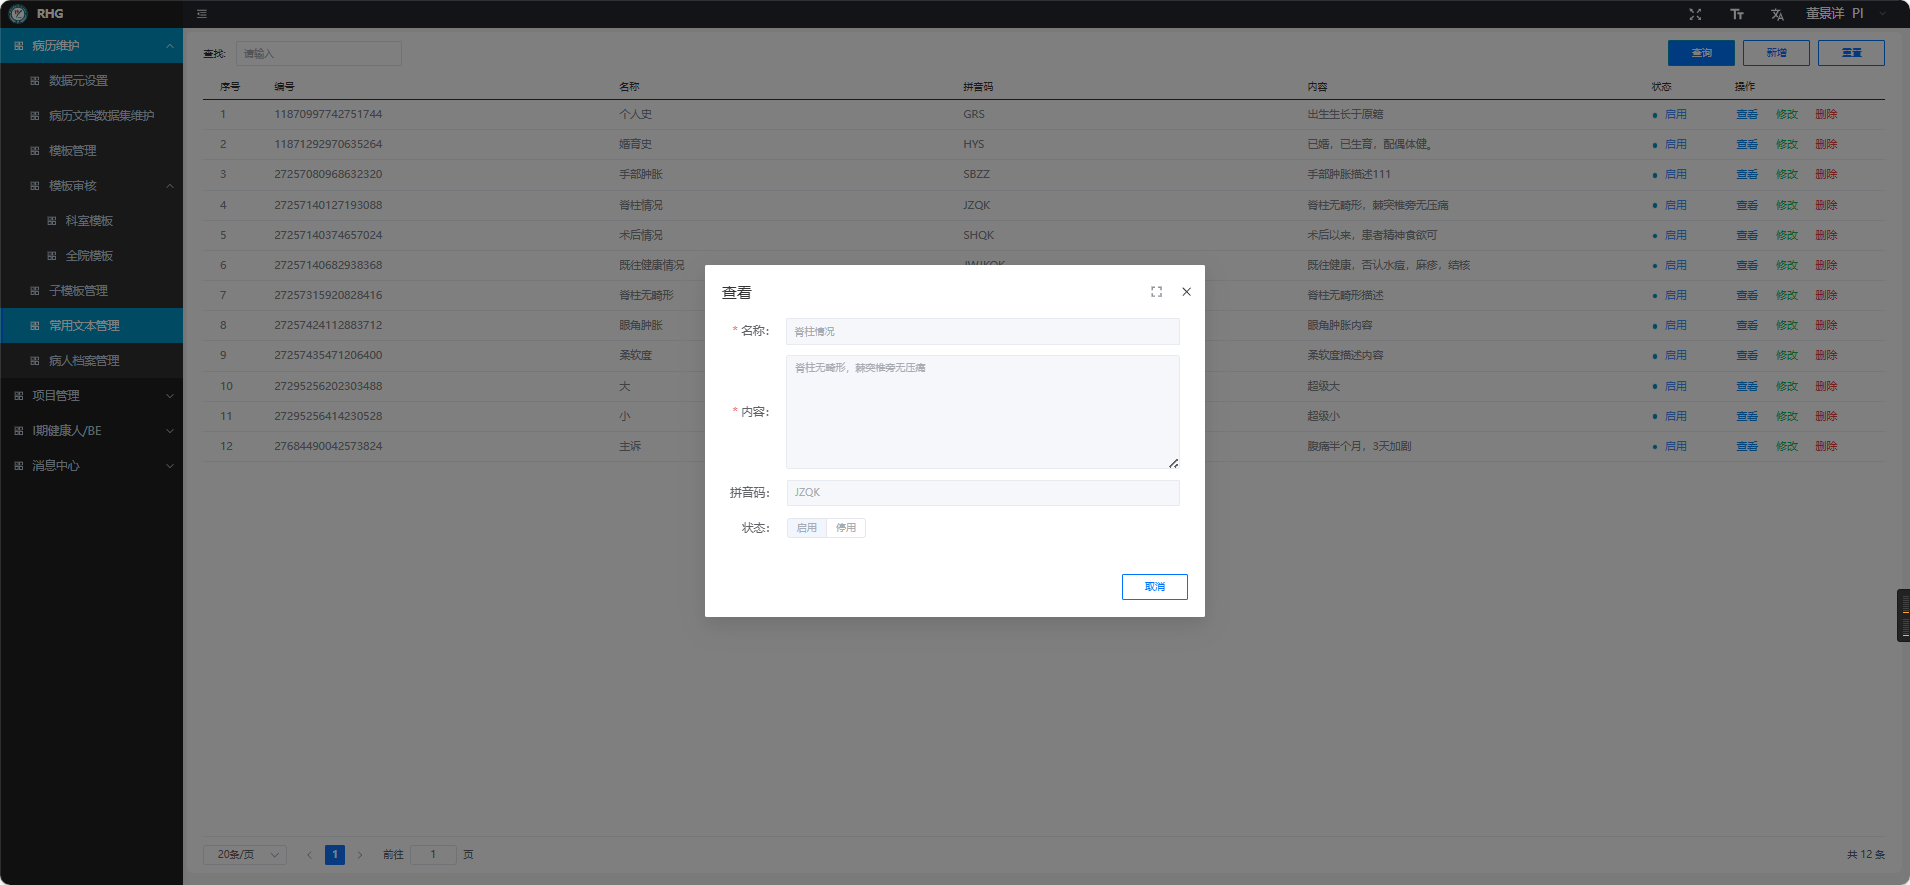 RHG
董景详 PI
病历维护
数据元设置
病历文档数据集维护
模板管理
模板审核
科室模板
全院模板
子模板管理
常用文本管理
病人档案管理
项目管理
I期健康人/BE
消息中心
查找: 请输入 查询 新增 重置
序号 编号 名称 拼音码 内容 状态 操作
1 11870997742751744 个人史 GRS 出生生长于原籍 启用 查看 修改 删除
2 11871292970635264 婚育史 HYS 已婚，已生育，配偶体健。 启用 查看 修改 删除
3 27257080968632320 手部肿胀 SBZZ 手部肿胀描述111 启用 查看 修改 删除
4 27257140127193088 脊柱情况 JZQK 脊柱无畸形，棘突椎旁无压痛 启用 查看 修改 删除
5 27257140374657024 术后情况 SHQK 术后以来，患者精神食欲可 启用 查看 修改 删除
6 27257140682938368 既往健康情况 JWJKQK 既往健康，否认水痘，麻疹，结核 启用 查看 修改 删除
7 27257315920828416 脊柱无畸形 脊柱无畸形描述 启用 查看 修改 删除
8 27257424112883712 眼角肿胀 眼角肿胀内容 启用 查看 修改 删除
9 27257435471206400 柔软度 柔软度描述内容 启用 查看 修改 删除
10 27295256202303488 大 超级大 启用 查看 修改 删除
11 27295256414230528 小 超级小 启用 查看 修改 删除
12 27684490042573824 主诉 腹痛半个月，3天加剧 启用 查看 修改 删除
查看
* 名称: 脊柱情况
* 内容: 脊柱无畸形，棘突椎旁无压痛
拼音码: JZQK
状态: 启用 停用
取消
20条/页 1 前往 1 页 共 12 条